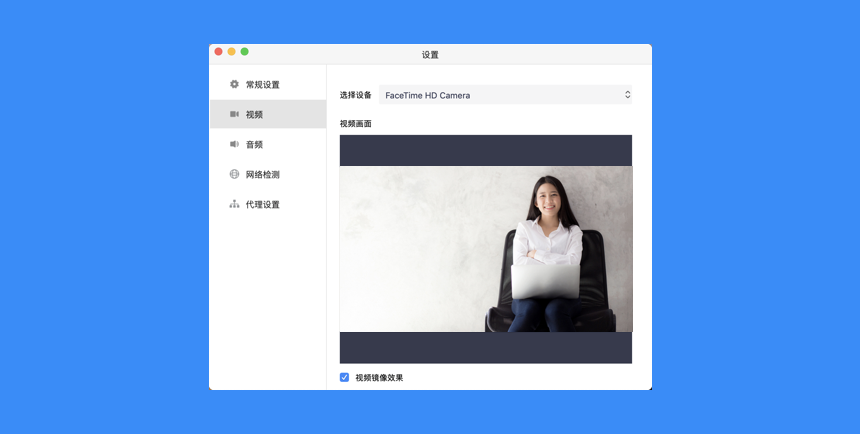 设置
常规设置
视频
音频
网络检测
代理设置
选择设备
FaceTime HD Camera
视频画面
视频镜像效果